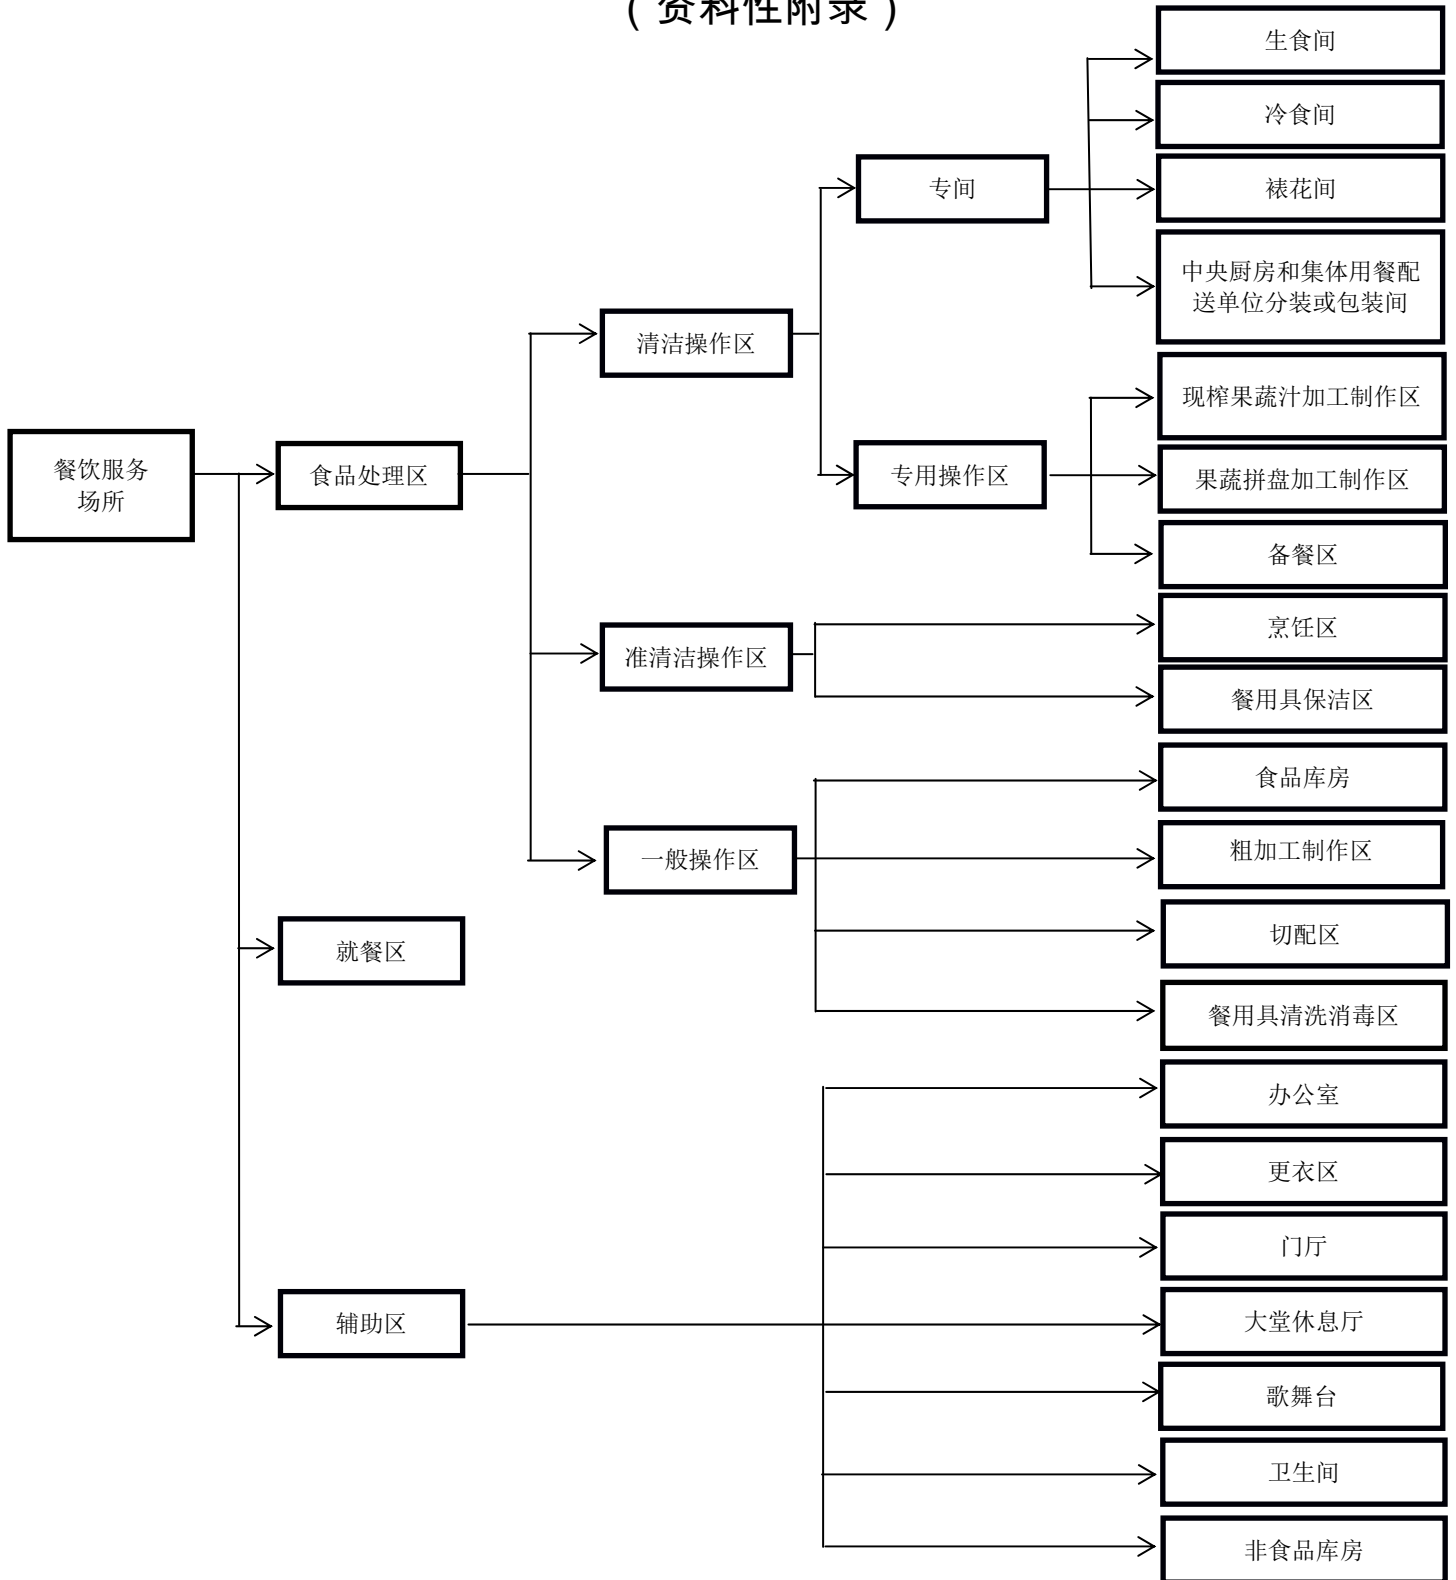 (资料性附录)
生食间
冷食间
专间
裱花间
中央厨房和集体用餐配
送单位分装或包装间
清洁操作区
现榨果蔬汁加工制作区
餐饮服务
场所
食品处理区
专用操作区
果蔬拼盘加工制作区
备餐区
烹饪区
准清洁操作区
餐用具保洁区
食品库房
一般操作区
粗加工制作区
就餐区
切配区
餐用具清洗消毒区
办公室
更衣区
门厅
辅助区
大堂休息厅
歌舞台
卫生间
非食品库房